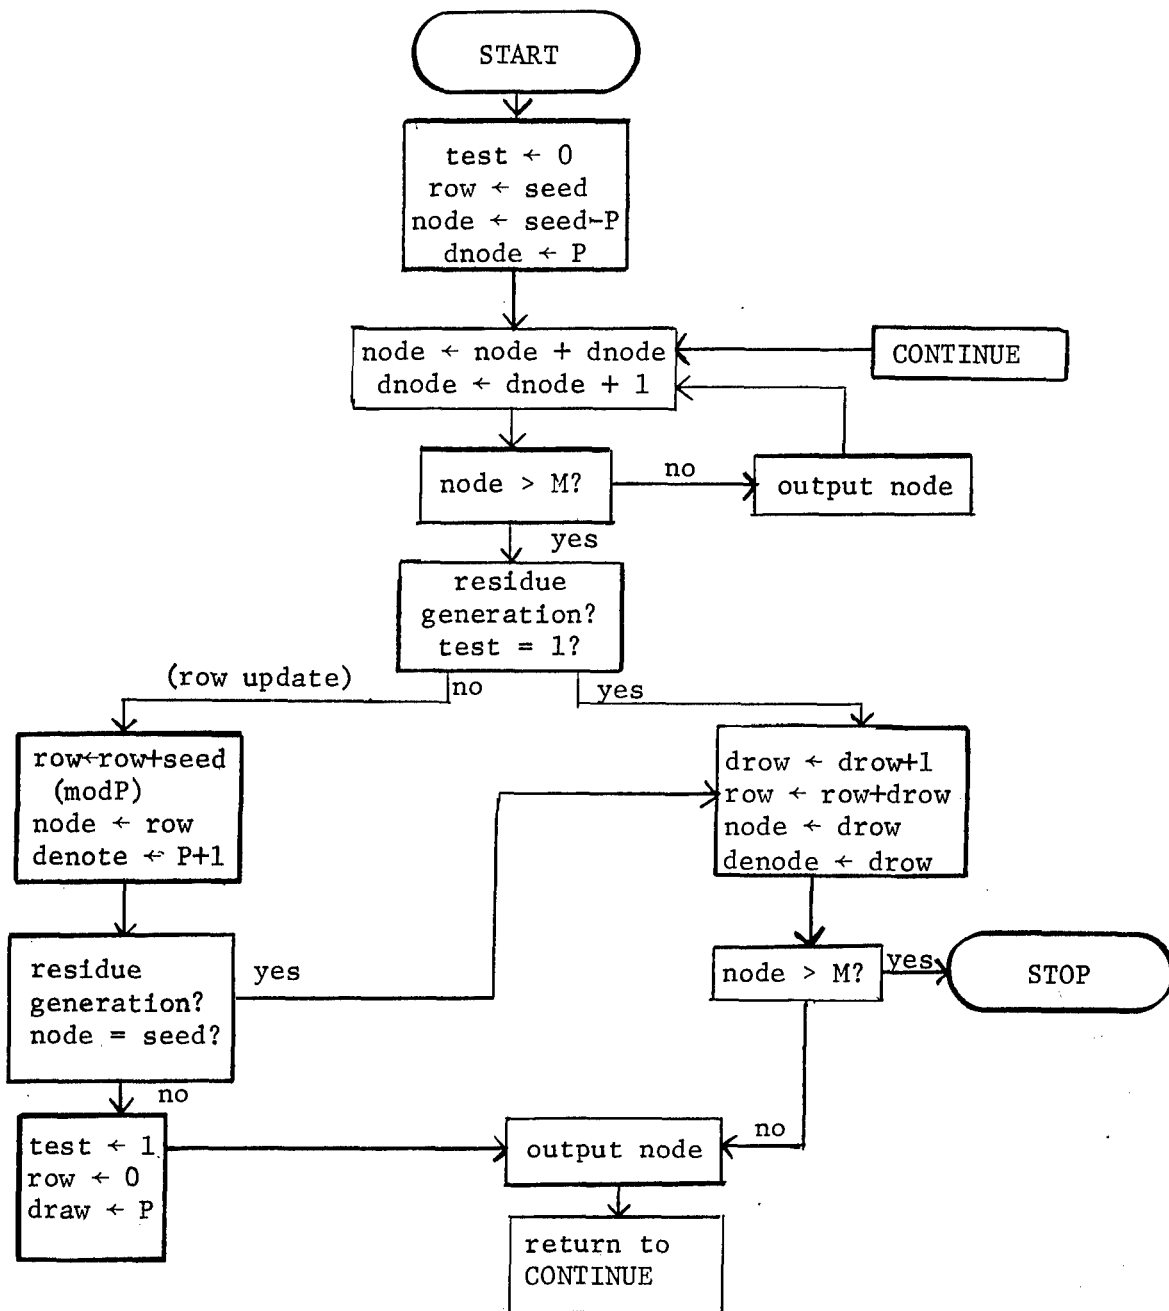 START
test ← 0
row ← seed
node ← seed-P
dnode ← P
node ← node + dnode
dnode ← dnode + 1
CONTINUE
node > M?
no
output node
yes
residue
generation?
test = 1?
(row update)
no
yes
row←row+seed
(modP)
node ← row
denote ← P+1
drow ← drow+1
row ← row+drow
node ← drow
denode ← drow
residue
generation?
node = seed?
yes
node > M?
yes
STOP
no
test ← 1
row ← 0
draw ← P
output node
no
return to
CONTINUE